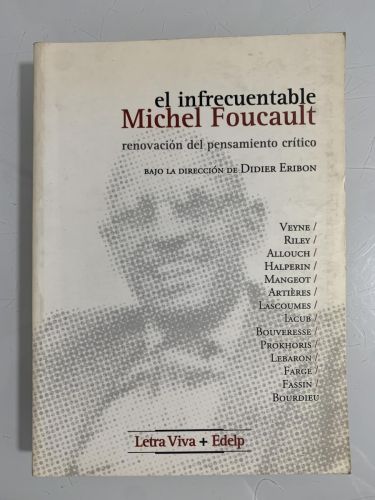 el infrecuentable
Michel Foucault
renovación del pensamiento crítico
BAJO LA DIRECCIÓN DE DIDIER ERIBON
VEYNE /
RILEY /
ALLOUCH /
HALPERIN /
MANGEOT /
ARTIÈRES /
LASCOUMES /
IACUB /
BOUVERESSE /
PROKHORIS /
LEBARON /
FARGE /
FASSIN /
BOURDIEU
Letra Viva + Edelp